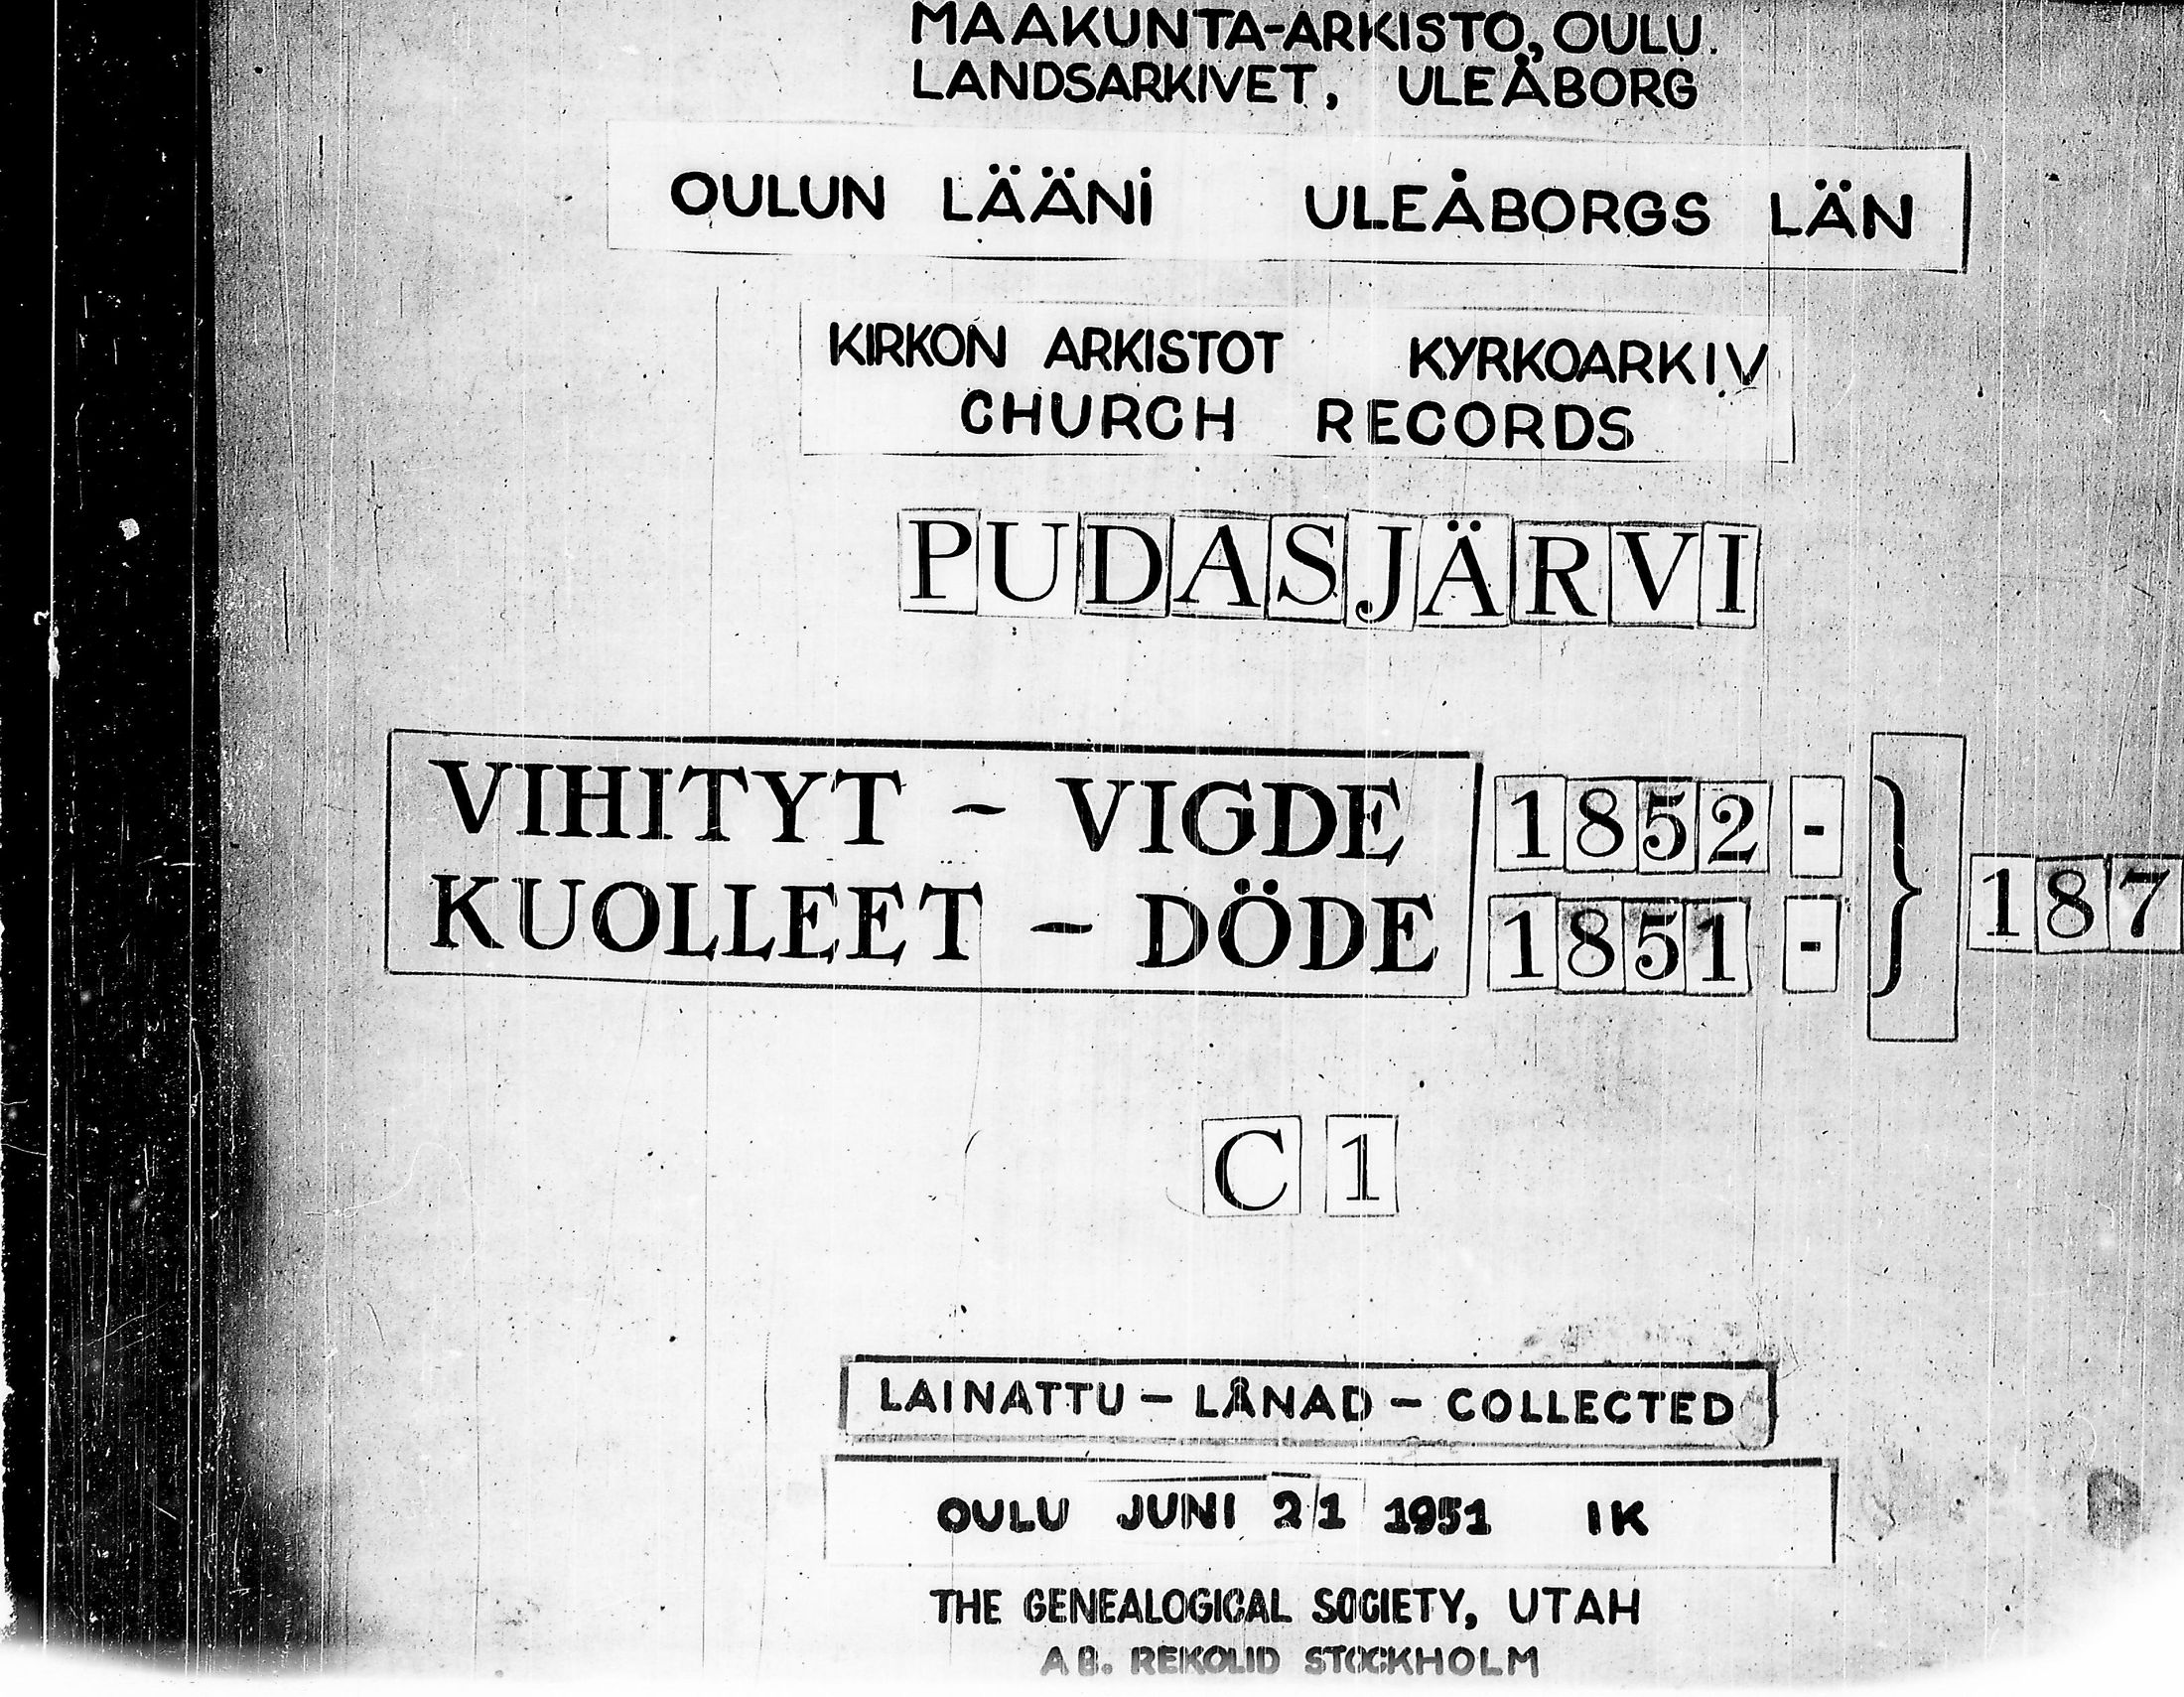 MAAKUNTA-ARKISTO, OULU.
LANDSARKIVET, ULEÅBORG
OULUN LÄÄNI ULEÅBORGS LÄN
KIRKON ARKISTOT KYRKOARKIV
CHURCH RECORDS
PUDASJÄRVI
VIHITYT - VIGDE 1852 -
KUOLLEET - DÖDE 1851 -
} 187
C 1
LAINATTU - LÅNAD - COLLECTED
OULU JUNI 21 1951 IK
THE GENEALOGICAL SOCIETY, UTAH
A B. REKOLID STOCKHOLM